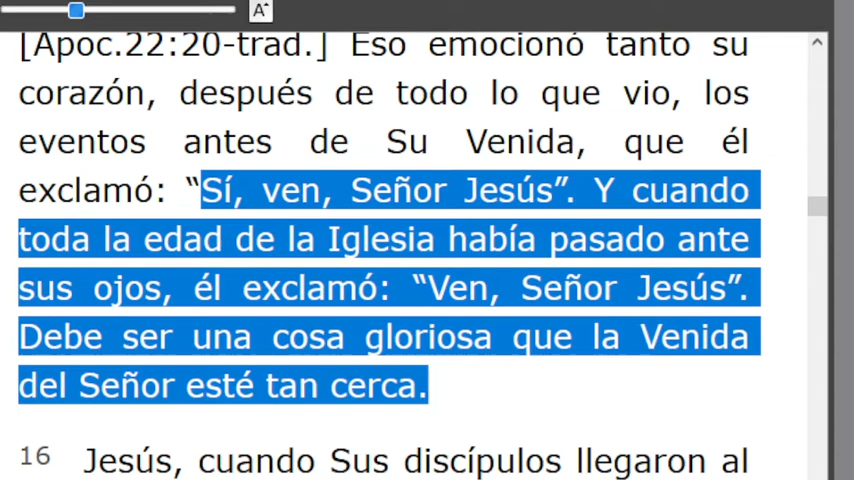 A
[Apoc.22:20-trad.] Eso emocionó tanto su
corazón, después de todo lo que vio, los
eventos antes de Su Venida, que él
exclamó: “Sí, ven, Señor Jesús”. Y cuando
toda la edad de la Iglesia había pasado ante
sus ojos, él exclamó: “Ven, Señor Jesús”.
Debe ser una cosa gloriosa que la Venida
del Señor esté tan cerca.
16 Jesús, cuando Sus discípulos llegaron al